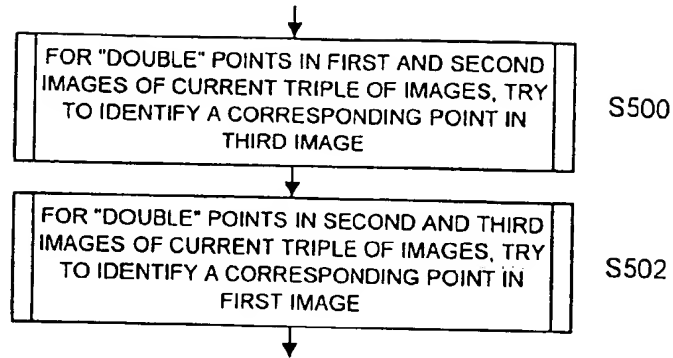 FOR "DOUBLE" POINTS IN FIRST AND SECOND
IMAGES OF CURRENT TRIPLE OF IMAGES, TRY
TO IDENTIFY A CORRESPONDING POINT IN
THIRD IMAGE
S500
FOR "DOUBLE" POINTS IN SECOND AND THIRD
IMAGES OF CURRENT TRIPLE OF IMAGES, TRY
TO IDENTIFY A CORRESPONDING POINT IN
FIRST IMAGE
S502